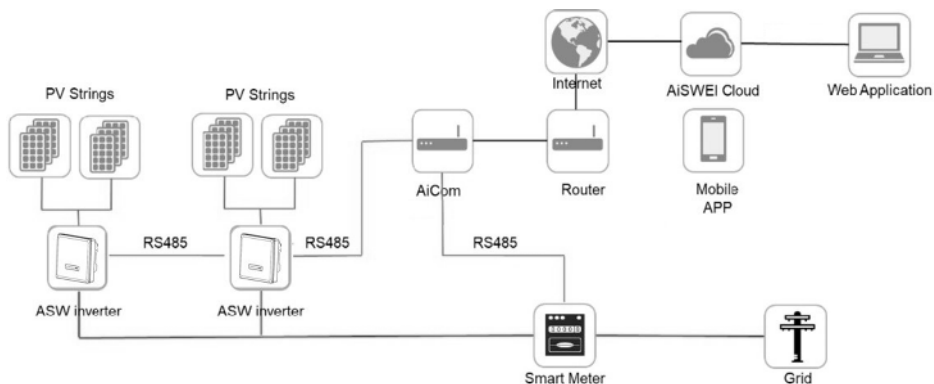 Internet
AiSWEI Cloud
Web Application
PV Strings
PV Strings
AiCom
Router
Mobile
APP
RS485
RS485
RS485
ASW inverter
ASW inverter
Smart Meter
Grid